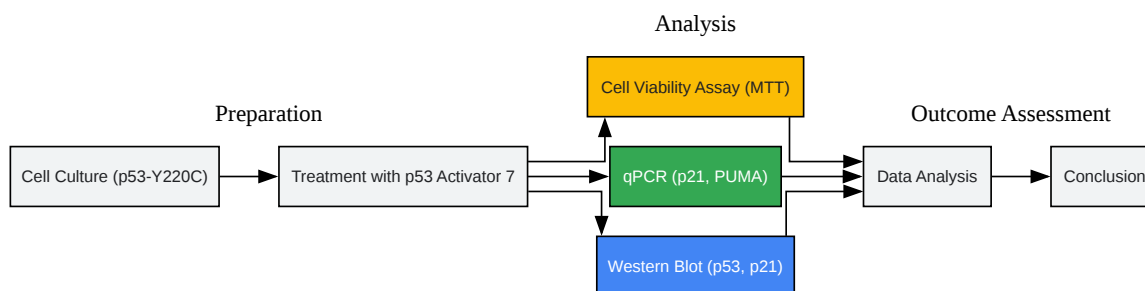 Analysis
Cell Viability Assay (MTT)
Preparation
Outcome Assessment
Cell Culture (p53-Y220C)
Treatment with p53 Activator 7
qPCR (p21, PUMA)
Data Analysis
Conclusion
Western Blot (p53, p21)